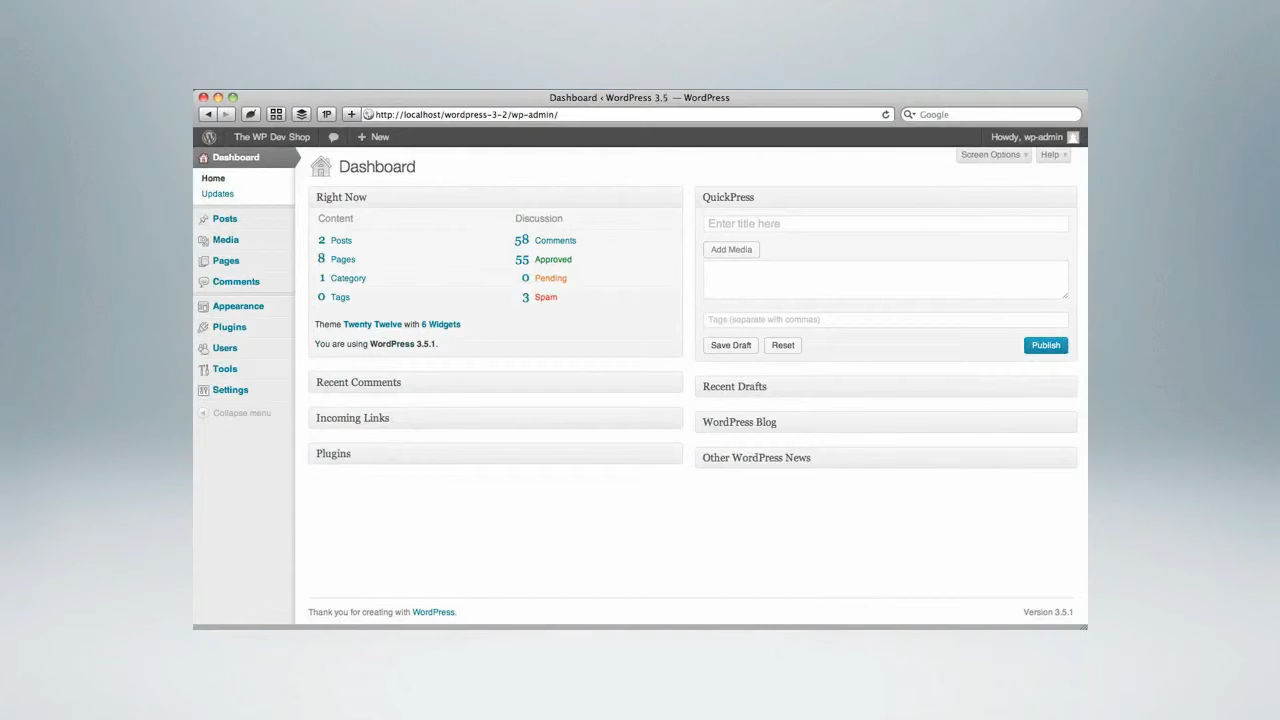 Dashboard ‹ WordPress 3.5 — WordPress
1P
http://localhost/wordpress-3-2/wp-admin/
Google
The WP Dev Shop
+ New
Howdy, wp-admin
Dashboard
Home
Updates
Posts
Media
Pages
Comments
Appearance
Plugins
Users
Tools
Settings
Collapse menu
Dashboard
Screen Options
Help
Right Now
Content
Discussion
2 Posts
58 Comments
8 Pages
55 Approved
1 Category
0 Pending
0 Tags
3 Spam
Theme Twenty Twelve with 6 Widgets
You are using WordPress 3.5.1.
Recent Comments
Incoming Links
Plugins
QuickPress
Enter title here
Add Media
Tags (separate with commas)
Save Draft
Reset
Publish
Recent Drafts
WordPress Blog
Other WordPress News
Thank you for creating with WordPress.
Version 3.5.1